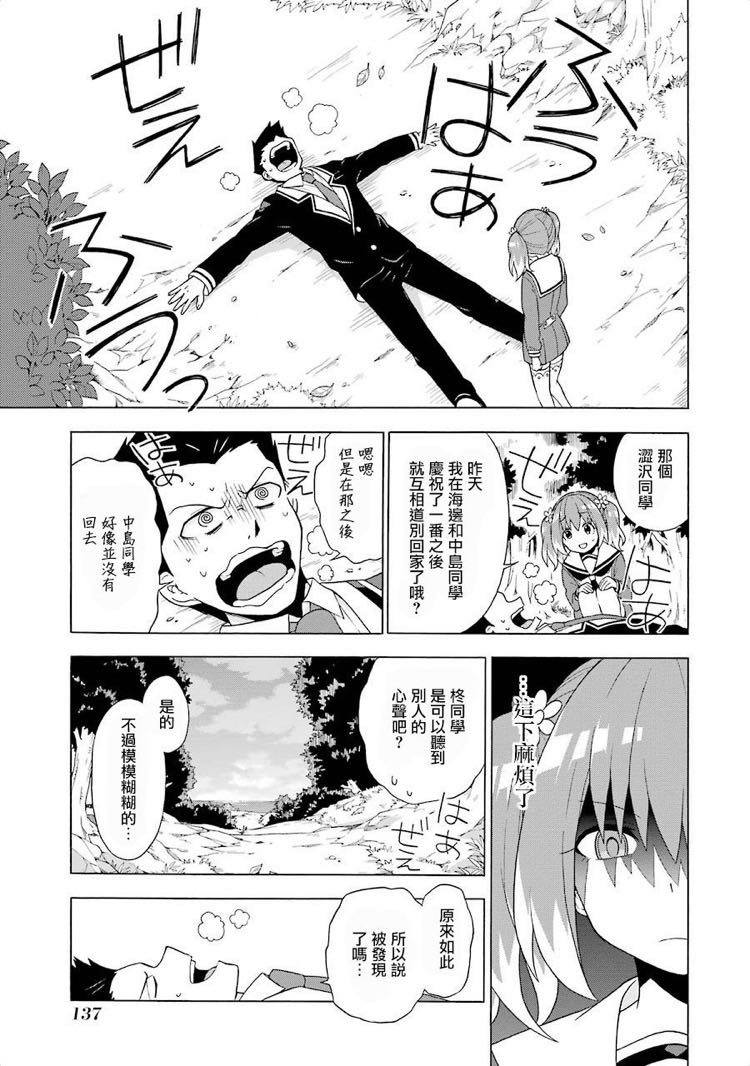 ふぅ
はぁ
ぜぇ
ふぅ
那個
澀沢同學
昨天
我在海邊和中島同學
慶祝了一番之後
就互相道別回家了哦？
ぜぇ
はぁ
ぜぇ
はぁ
嗯嗯
但是在那之後
中島同學
好像並沒有
回去
…這下麻煩了
柊同學
是可以聽到
別人的
心聲吧？
はぁ
ぜぇ
是的
不過模模糊糊的…
原來如此
所以說
被發現
了嗎…
137